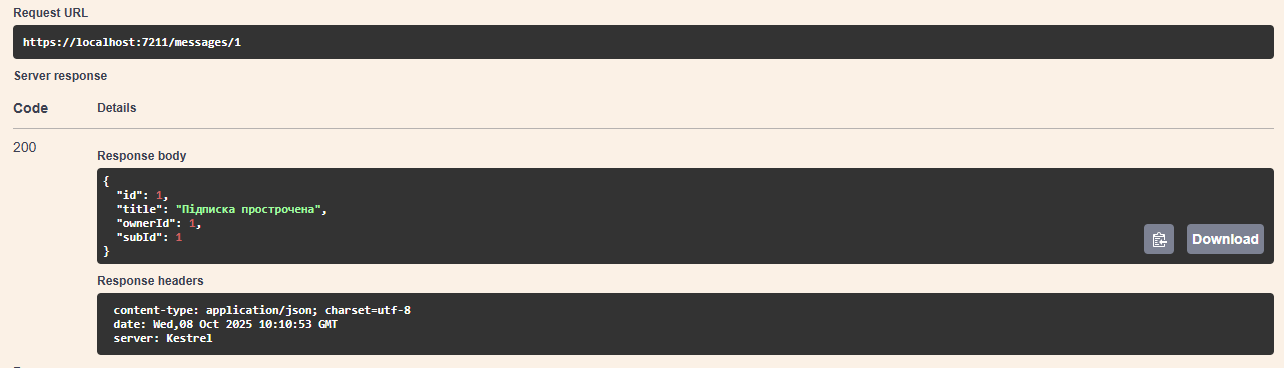 Request URL
https://localhost:7211/messages/1
Server response
Code Details
200
Response body
{
"id": 1,
"title": "Підписка прострочена",
"ownerId": 1,
"subId": 1
}
Download
Response headers
content-type: application/json; charset=utf-8
date: Wed,08 Oct 2025 10:10:53 GMT
server: Kestrel